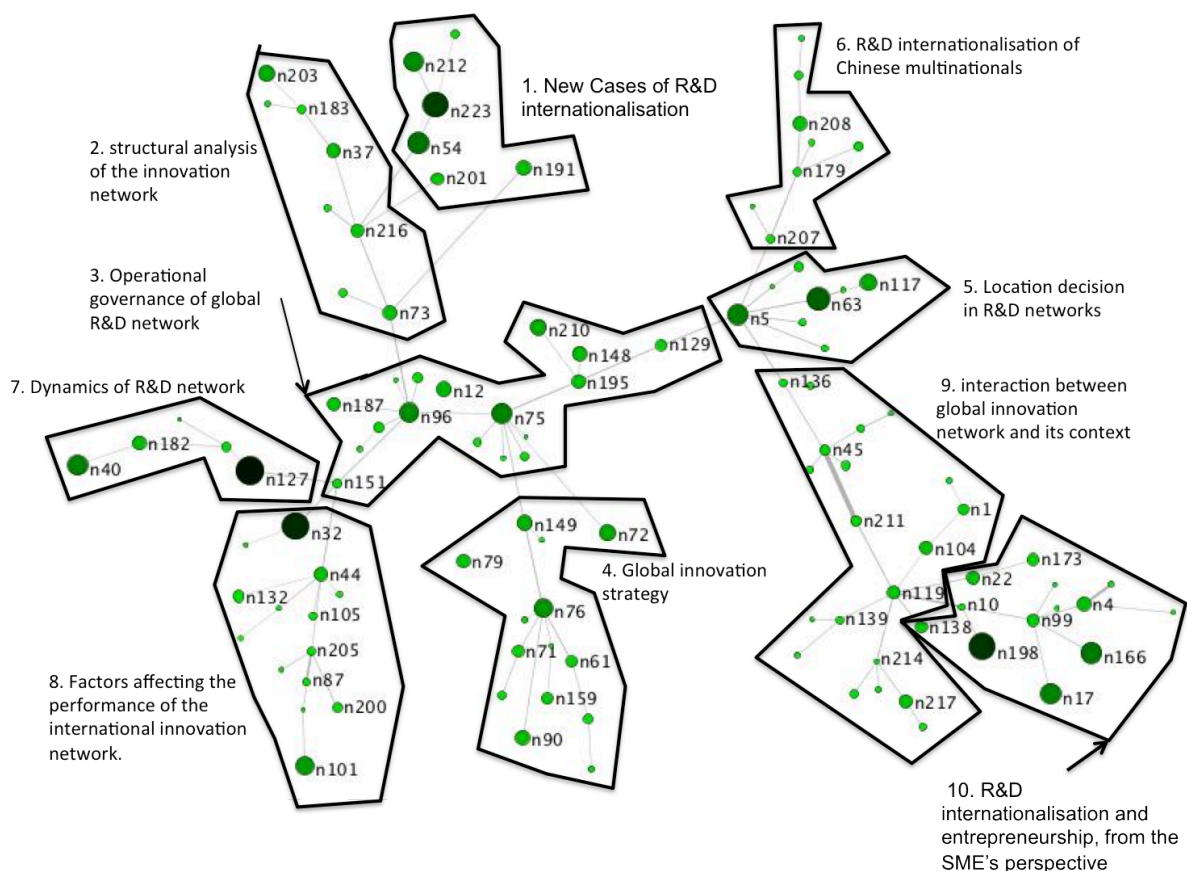 6. R&D internationalisation of
Chinese multinationals
n203
n212
1. New Cases of R&D
internationalisation
n183
n223
n208
2. structural analysis
of the innovation
network
n37
n54
n201
n191
n179
n216
n207
3. Operational
governance of global
R&D network
n73
n5
n63
n117
5. Location decision
in R&D networks
n210
n148
n129
n195
n136
7. Dynamics of R&D network
n187
n12
n96
n75
9. interaction between
global innovation
network and its context
n182
n40
n127
n151
n45
n32
n149
n72
n211
n1
n44
n79
4. Global innovation
strategy
n104
n173
n22
n132
n105
n76
n119
n10
n4
n139
n138
n99
n205
n71
n61
n214
n198
n166
8. Factors affecting the
performance of the
international innovation
network.
n87
n200
n159
n217
n17
n90
n101
10. R&D
internationalisation and
entrepreneurship, from the
SME's perspective